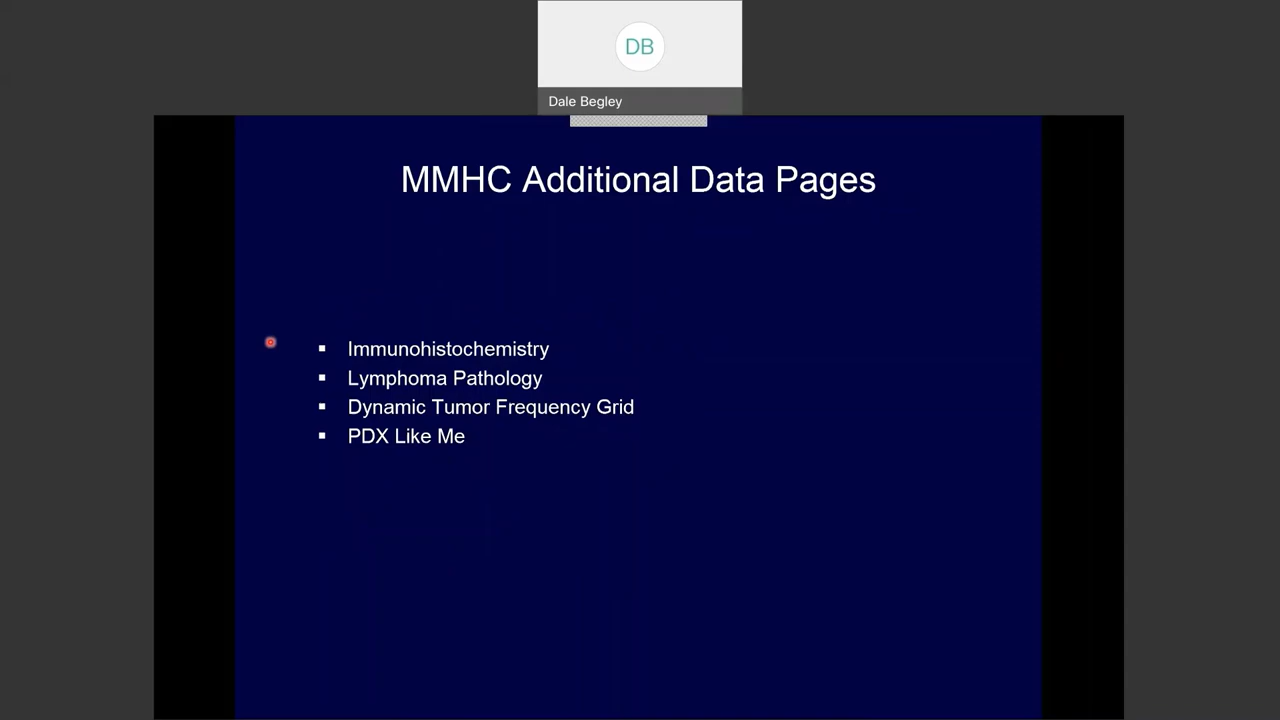 DB
Dale Begley
MMHC Additional Data Pages
▪ Immunohistochemistry
▪ Lymphoma Pathology
▪ Dynamic Tumor Frequency Grid
▪ PDX Like Me